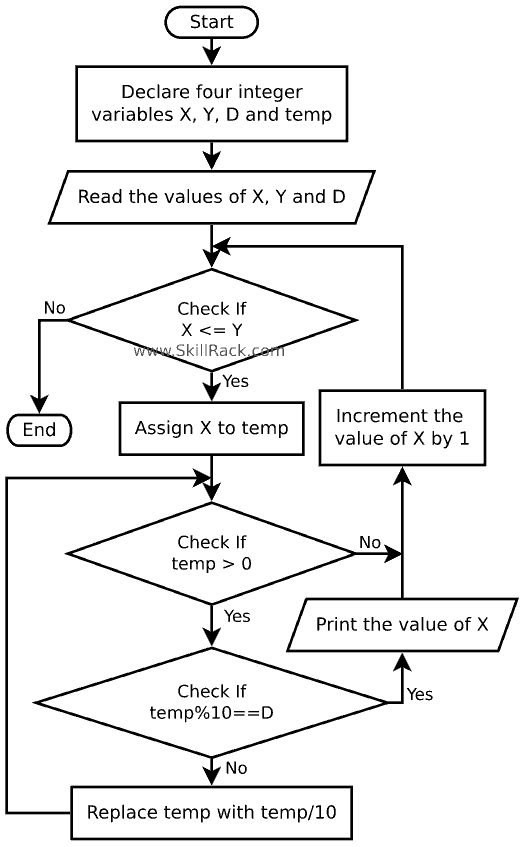 Start
Declare four integer
variables X, Y, D and temp
Read the values of X, Y and D
Check If
X <= Y
www.SkillRack.com
No
Yes
End
Assign X to temp
Increment the
value of X by 1
Check If
temp > 0
No
Yes
Print the value of X
Check If
temp%10==D
Yes
No
Replace temp with temp/10